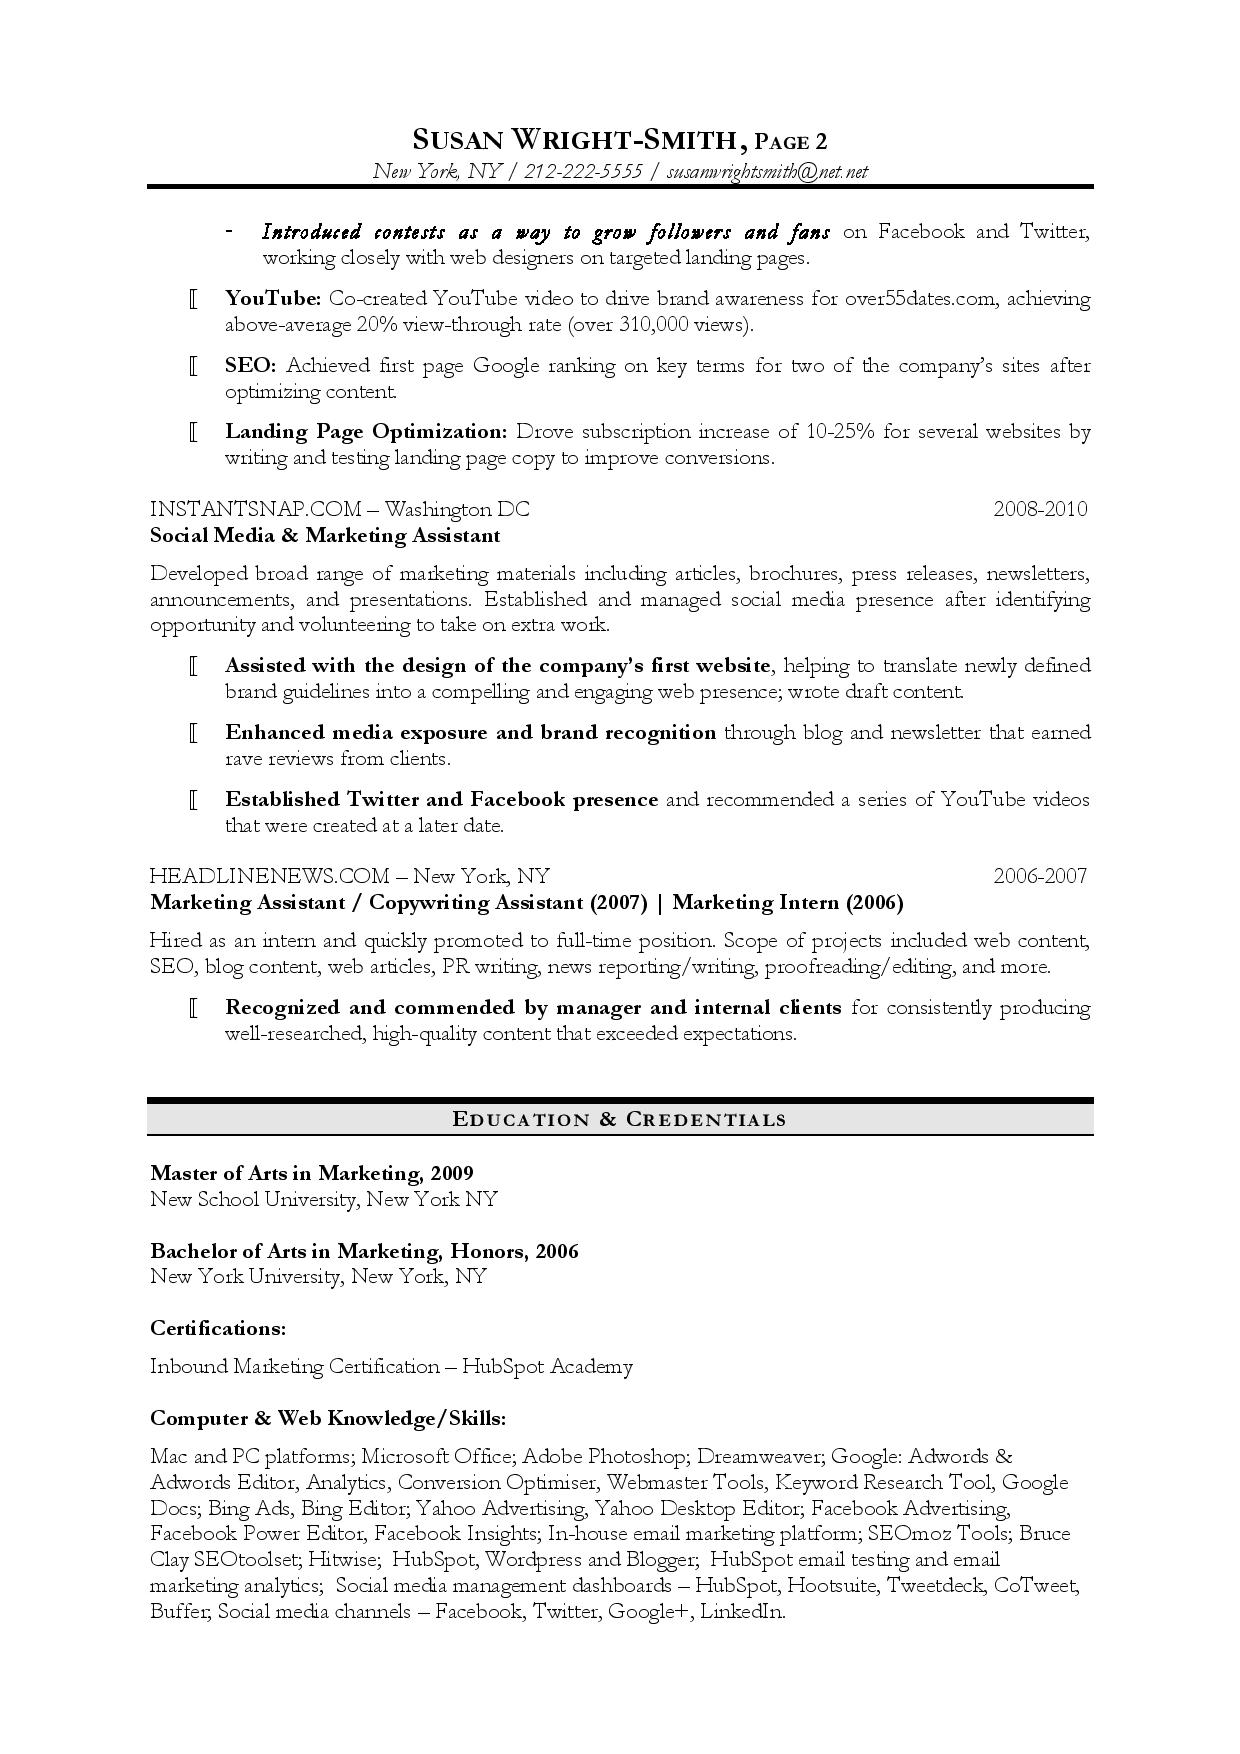 SUSAN WRIGHT-SMITH, PAGE 2
New York, NY / 212-222-5555 / susanwrightsmith@net.net
- Introduced contests as a way to grow followers and fans on Facebook and Twitter,
working closely with web designers on targeted landing pages.
⟦ YouTube: Co-created YouTube video to drive brand awareness for over55dates.com, achieving
above-average 20% view-through rate (over 310,000 views).
⟦ SEO: Achieved first page Google ranking on key terms for two of the company's sites after
optimizing content.
⟦ Landing Page Optimization: Drove subscription increase of 10-25% for several websites by
writing and testing landing page copy to improve conversions.
INSTANTSNAP.COM – Washington DC 2008-2010
Social Media & Marketing Assistant
Developed broad range of marketing materials including articles, brochures, press releases, newsletters,
announcements, and presentations. Established and managed social media presence after identifying
opportunity and volunteering to take on extra work.
⟦ Assisted with the design of the company's first website, helping to translate newly defined
brand guidelines into a compelling and engaging web presence; wrote draft content.
⟦ Enhanced media exposure and brand recognition through blog and newsletter that earned
rave reviews from clients.
⟦ Established Twitter and Facebook presence and recommended a series of YouTube videos
that were created at a later date.
HEADLINENEWS.COM – New York, NY 2006-2007
Marketing Assistant / Copywriting Assistant (2007) | Marketing Intern (2006)
Hired as an intern and quickly promoted to full-time position. Scope of projects included web content,
SEO, blog content, web articles, PR writing, news reporting/writing, proofreading/editing, and more.
⟦ Recognized and commended by manager and internal clients for consistently producing
well-researched, high-quality content that exceeded expectations.
EDUCATION & CREDENTIALS
Master of Arts in Marketing, 2009
New School University, New York NY
Bachelor of Arts in Marketing, Honors, 2006
New York University, New York, NY
Certifications:
Inbound Marketing Certification – HubSpot Academy
Computer & Web Knowledge/Skills:
Mac and PC platforms; Microsoft Office; Adobe Photoshop; Dreamweaver; Google: Adwords &
Adwords Editor, Analytics, Conversion Optimiser, Webmaster Tools, Keyword Research Tool, Google
Docs; Bing Ads, Bing Editor; Yahoo Advertising, Yahoo Desktop Editor; Facebook Advertising,
Facebook Power Editor, Facebook Insights; In-house email marketing platform; SEOmoz Tools; Bruce
Clay SEOtoolset; Hitwise; HubSpot, Wordpress and Blogger; HubSpot email testing and email
marketing analytics; Social media management dashboards – HubSpot, Hootsuite, Tweetdeck, CoTweet,
Buffer; Social media channels – Facebook, Twitter, Google+, LinkedIn.